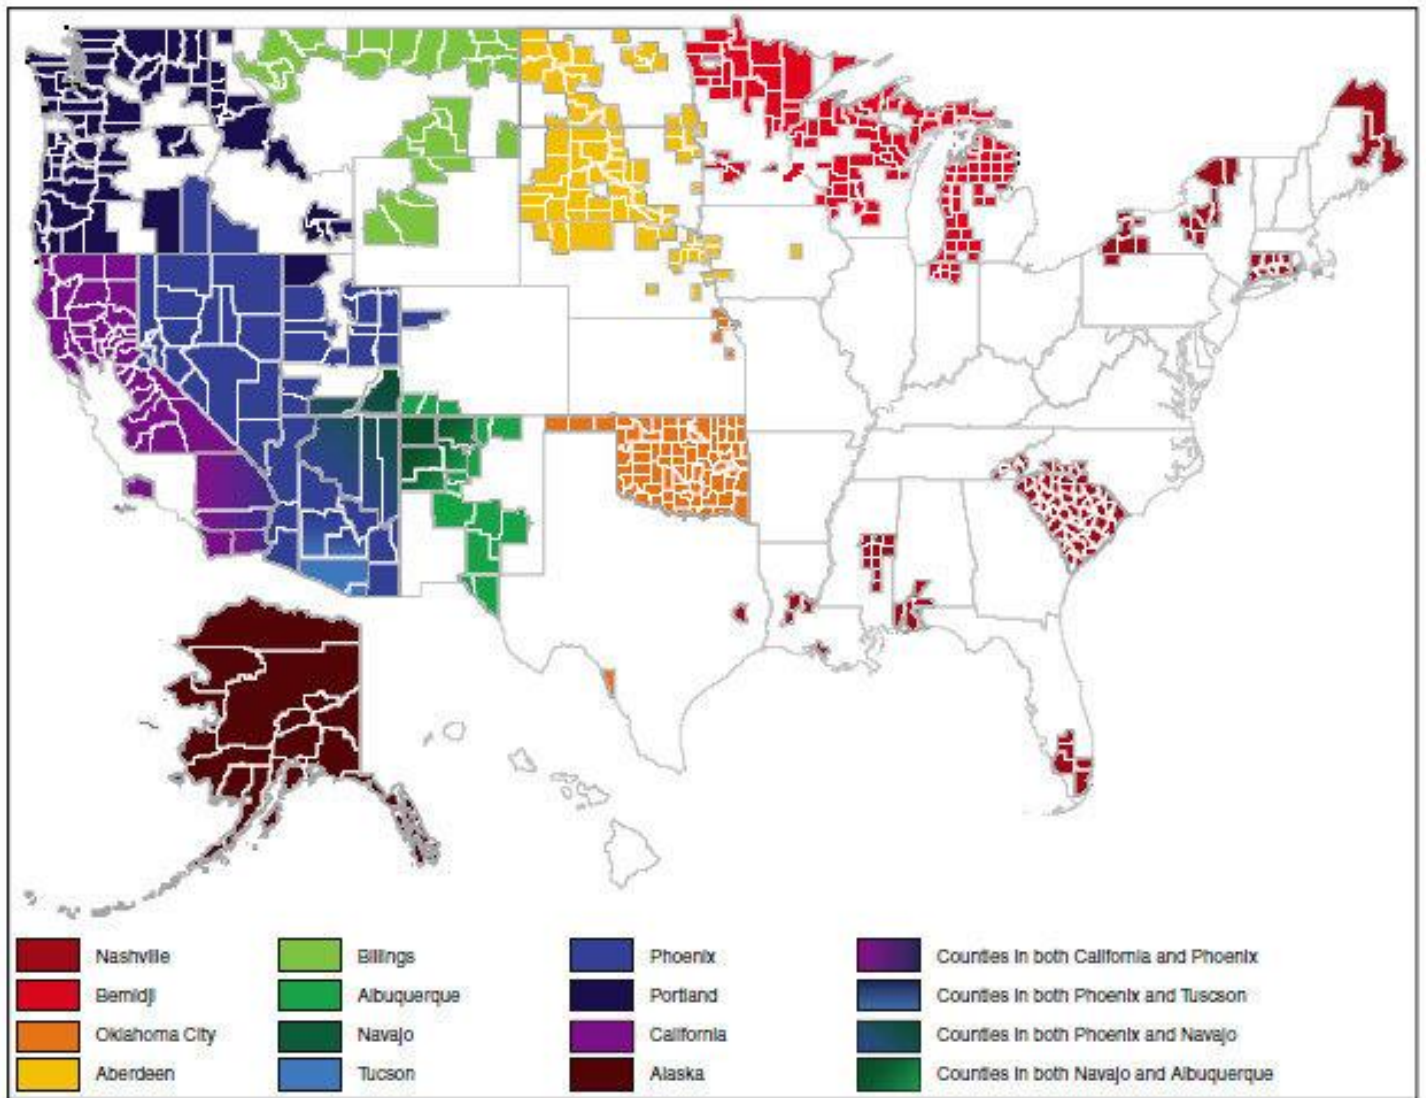 Nashville
Bemidji
Oklahoma City
Aberdeen
Billings
Albuquerque
Navajo
Tucson
Phoenix
Portland
California
Alaska
Counties in both California and Phoenix
Counties in both Phoenix and Tuscson
Counties in both Phoenix and Navajo
Counties in both Navajo and Albuquerque